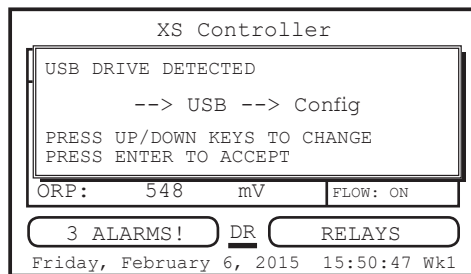 XS Controller
USB DRIVE DETECTED
--> USB --> Config
PRESS UP/DOWN KEYS TO CHANGE
PRESS ENTER TO ACCEPT
ORP: 548 mV FLOW: ON
3 ALARMS! DR RELAYS
Friday, February 6, 2015 15:50:47 Wk1